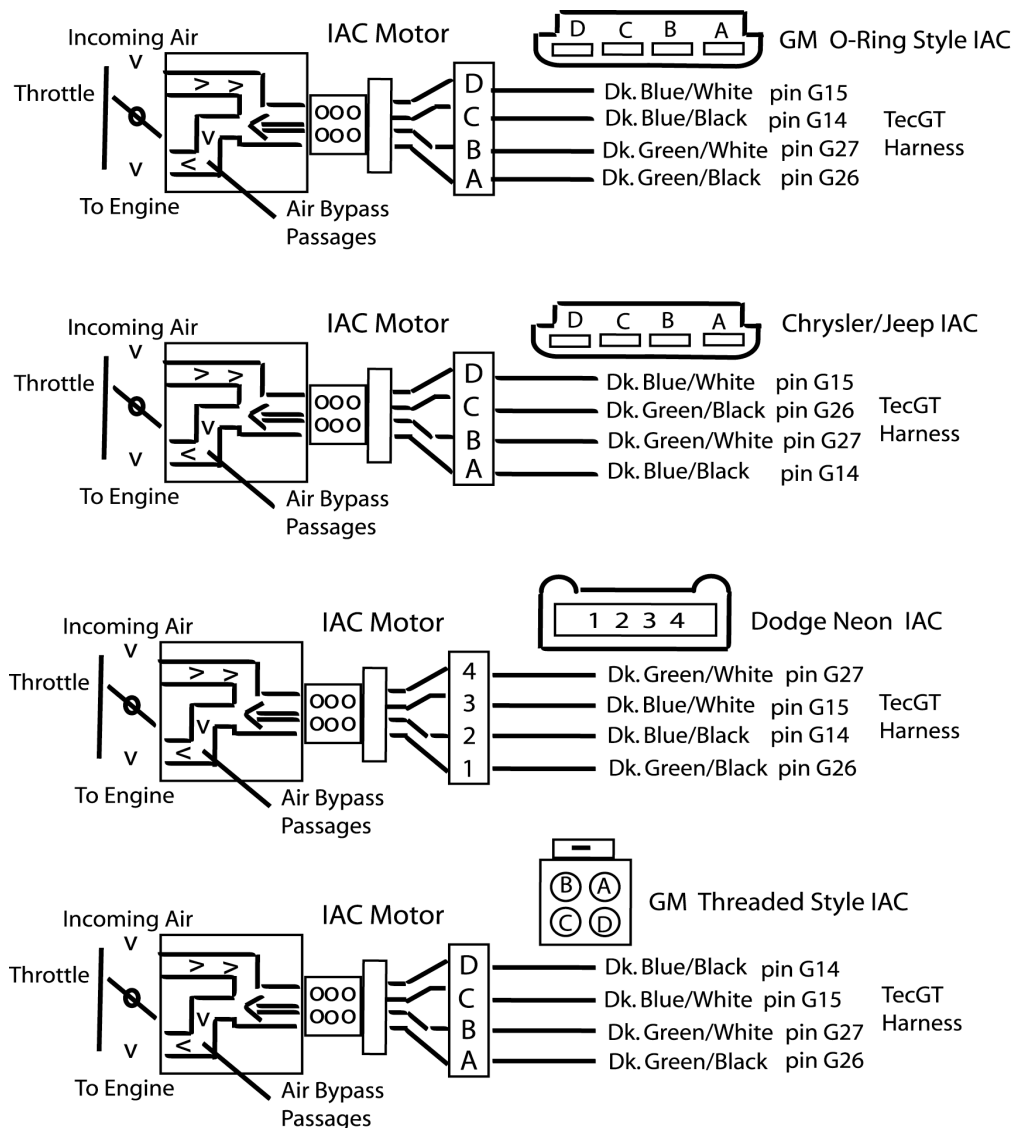 D C B A
GM O-Ring Style IAC
Incoming Air
IAC Motor
Throttle
To Engine
Air Bypass
Passages
D Dk. Blue/White pin G15
C Dk. Blue/Black pin G14
B Dk. Green/White pin G27
A Dk. Green/Black pin G26
TecGT
Harness
D C B A
Chrysler/Jeep IAC
Incoming Air
IAC Motor
Throttle
To Engine
Air Bypass
Passages
D Dk. Blue/White pin G15
C Dk. Green/Black pin G26
B Dk. Green/White pin G27
A Dk. Blue/Black pin G14
TecGT
Harness
1 2 3 4
Dodge Neon IAC
Incoming Air
IAC Motor
Throttle
To Engine
Air Bypass
Passages
4 Dk. Green/White pin G27
3 Dk. Blue/White pin G15
2 Dk. Blue/Black pin G14
1 Dk. Green/Black pin G26
TecGT
Harness
B A
C D
GM Threaded Style IAC
Incoming Air
IAC Motor
Throttle
To Engine
Air Bypass
Passages
D Dk. Blue/Black pin G14
C Dk. Blue/White pin G15
B Dk. Green/White pin G27
A Dk. Green/Black pin G26
TecGT
Harness